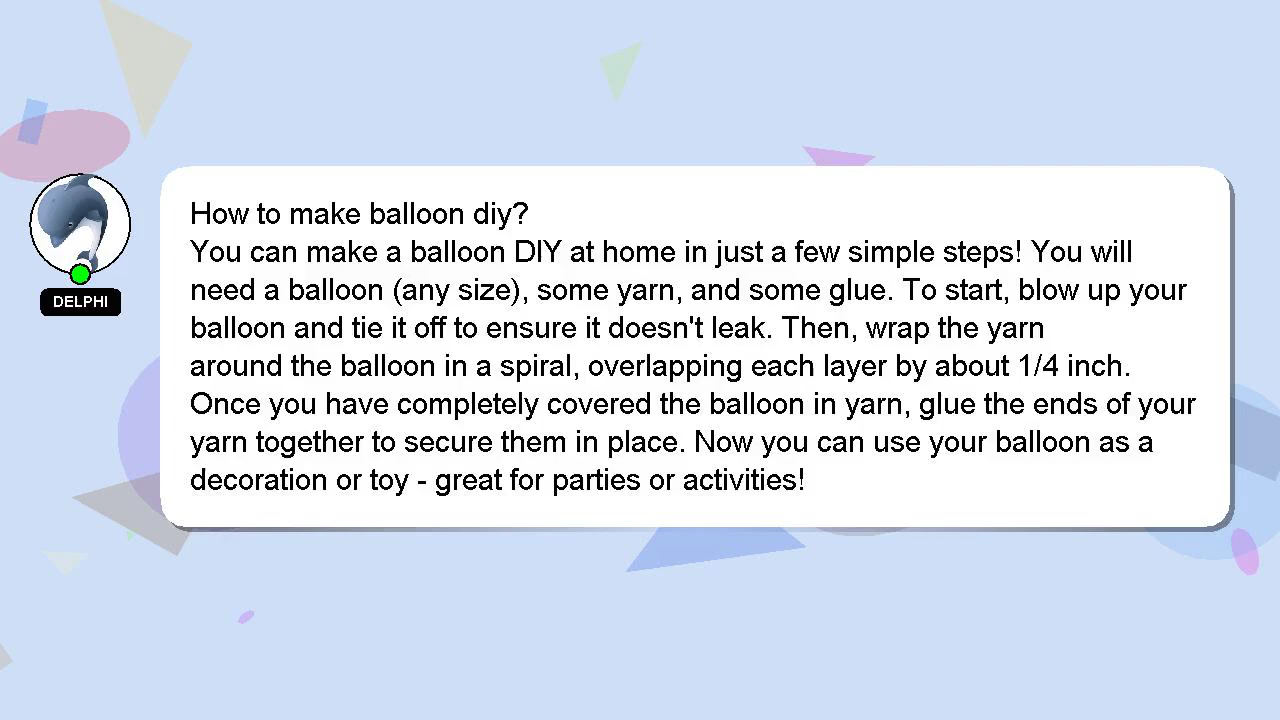 How to make balloon diy?
You can make a balloon DIY at home in just a few simple steps! You will
need a balloon (any size), some yarn, and some glue. To start, blow up your
balloon and tie it off to ensure it doesn't leak. Then, wrap the yarn
around the balloon in a spiral, overlapping each layer by about 1/4 inch.
Once you have completely covered the balloon in yarn, glue the ends of your
yarn together to secure them in place. Now you can use your balloon as a
decoration or toy - great for parties or activities!
DELPHI